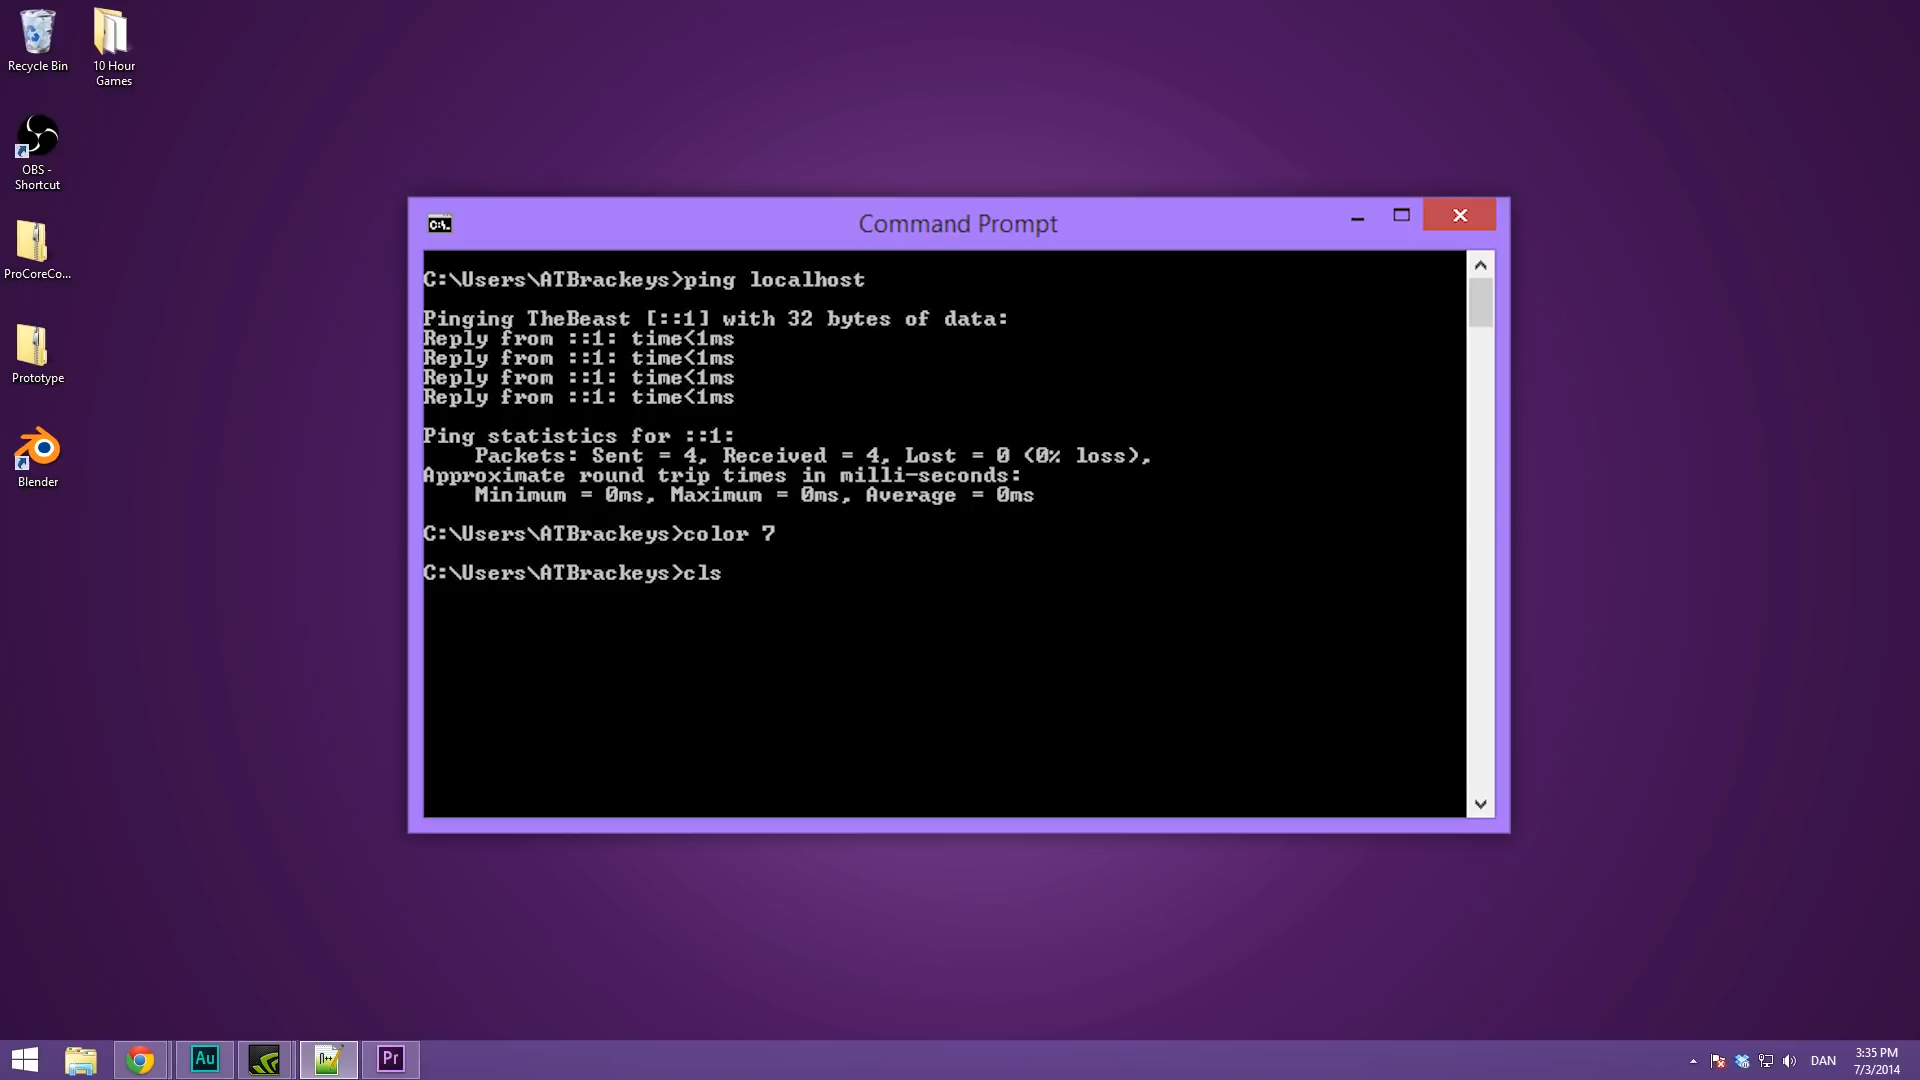 Recycle Bin
10 Hour
Games
OBS -
Shortcut
ProCoreCo...
Prototype
Blender
C:\.
Command Prompt
C:\Users\ATBrackeys>ping localhost
Pinging TheBeast [::1] with 32 bytes of data:
Reply from ::1: time<1ms
Reply from ::1: time<1ms
Reply from ::1: time<1ms
Reply from ::1: time<1ms
Ping statistics for ::1:
Packets: Sent = 4, Received = 4, Lost = 0 (0% loss),
Approximate round trip times in milli-seconds:
Minimum = 0ms, Maximum = 0ms, Average = 0ms
C:\Users\ATBrackeys>color 7
C:\Users\ATBrackeys>cls
Au
Pr
DAN
3:35 PM
7/3/2014